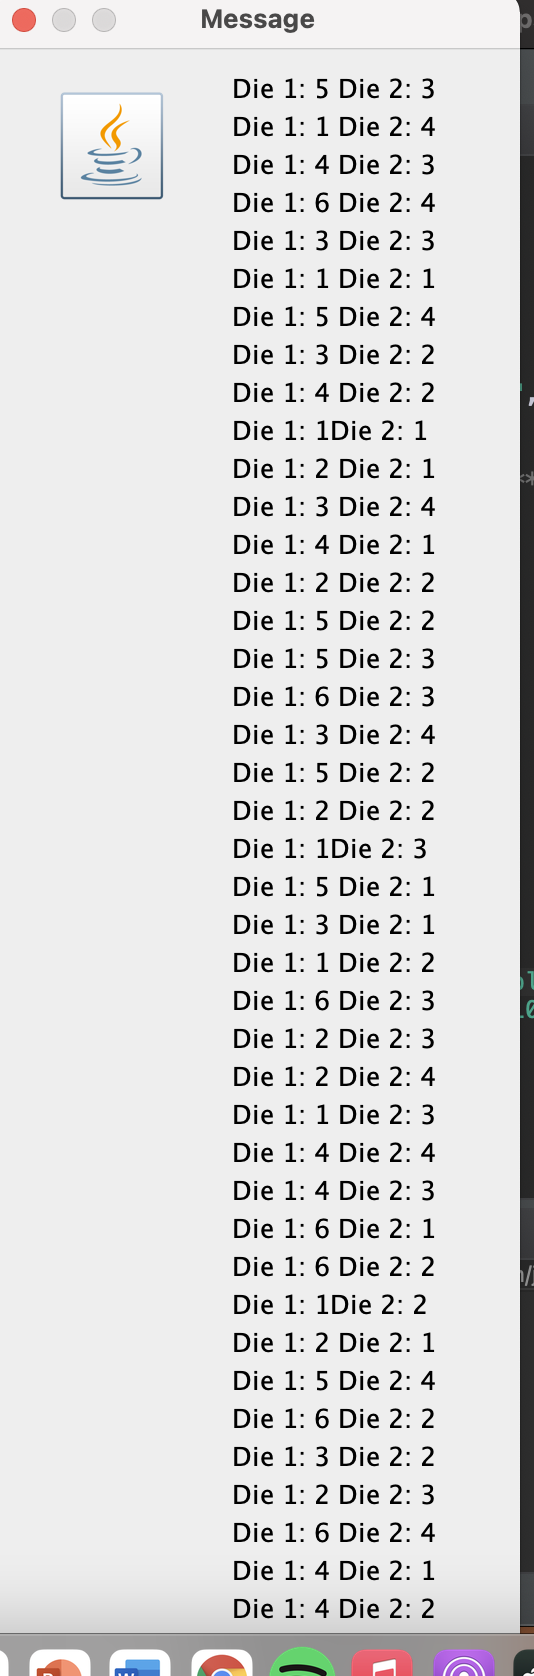 Message
Die 1: 5 Die 2: 3
Die 1: 1 Die 2: 4
Die 1: 4 Die 2: 3
Die 1: 6 Die 2: 4
Die 1: 3 Die 2: 3
Die 1: 1 Die 2: 1
Die 1: 5 Die 2: 4
Die 1: 3 Die 2: 2
Die 1: 4 Die 2: 2
Die 1: 1Die 2: 1
Die 1: 2 Die 2: 1
Die 1: 3 Die 2: 4
Die 1: 4 Die 2: 1
Die 1: 2 Die 2: 2
Die 1: 5 Die 2: 2
Die 1: 5 Die 2: 3
Die 1: 6 Die 2: 3
Die 1: 3 Die 2: 4
Die 1: 5 Die 2: 2
Die 1: 2 Die 2: 2
Die 1: 1Die 2: 3
Die 1: 5 Die 2: 1
Die 1: 3 Die 2: 1
Die 1: 1 Die 2: 2
Die 1: 6 Die 2: 3
Die 1: 2 Die 2: 3
Die 1: 2 Die 2: 4
Die 1: 1 Die 2: 3
Die 1: 4 Die 2: 4
Die 1: 4 Die 2: 3
Die 1: 6 Die 2: 1
Die 1: 6 Die 2: 2
Die 1: 1Die 2: 2
Die 1: 2 Die 2: 1
Die 1: 5 Die 2: 4
Die 1: 6 Die 2: 2
Die 1: 3 Die 2: 2
Die 1: 2 Die 2: 3
Die 1: 6 Die 2: 4
Die 1: 4 Die 2: 1
Die 1: 4 Die 2: 2